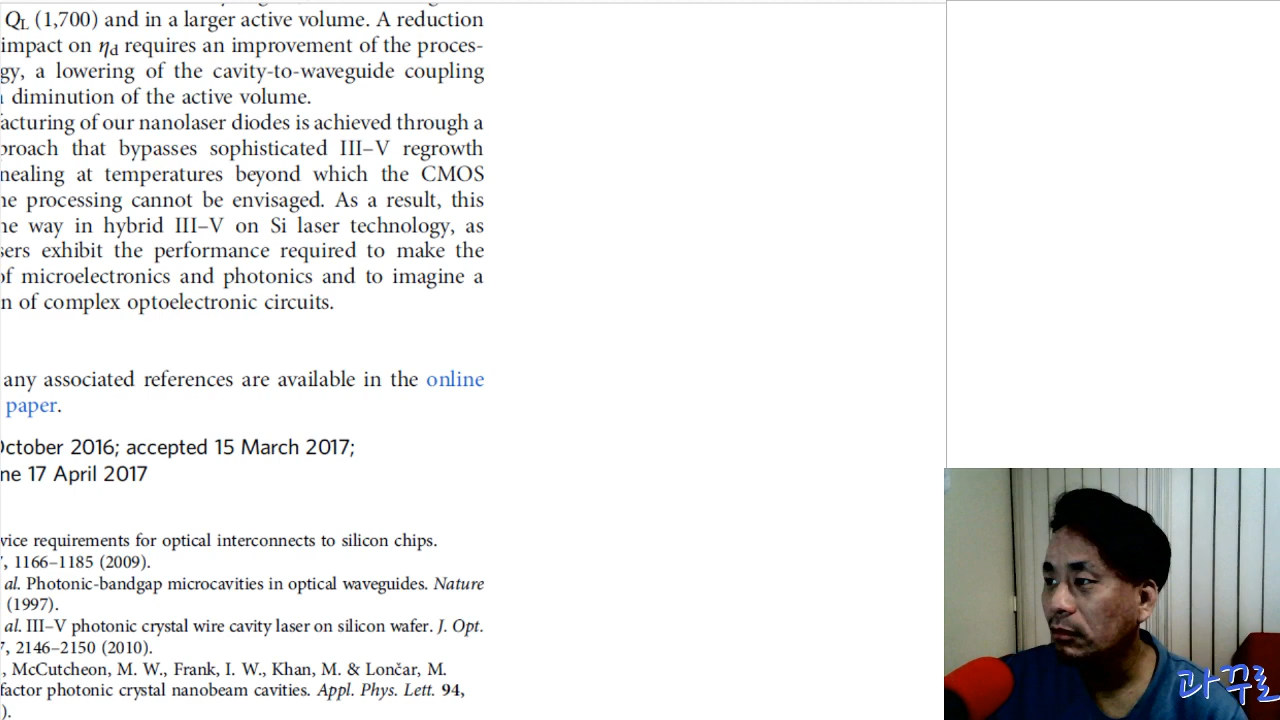 Q_L (1,700) and in a larger active volume. A reduction
impact on η_d requires an improvement of the proces-
gy, a lowering of the cavity-to-waveguide coupling
diminution of the active volume.
facturing of our nanolaser diodes is achieved through a
proach that bypasses sophisticated III–V regrowth
nealing at temperatures beyond which the CMOS
ne processing cannot be envisaged. As a result, this
he way in hybrid III–V on Si laser technology, as
sers exhibit the performance required to make the
of microelectronics and photonics and to imagine a
n of complex optoelectronic circuits.
any associated references are available in the online
paper.
October 2016; accepted 15 March 2017;
ne 17 April 2017
vice requirements for optical interconnects to silicon chips.
, 1166–1185 (2009).
al. Photonic-bandgap microcavities in optical waveguides. Nature
(1997).
al. III–V photonic crystal wire cavity laser on silicon wafer. J. Opt.
7, 2146–2150 (2010).
, McCutcheon, M. W., Frank, I. W., Khan, M. & Lončar, M.
factor photonic crystal nanobeam cavities. Appl. Phys. Lett. 94,
).
과꾸로